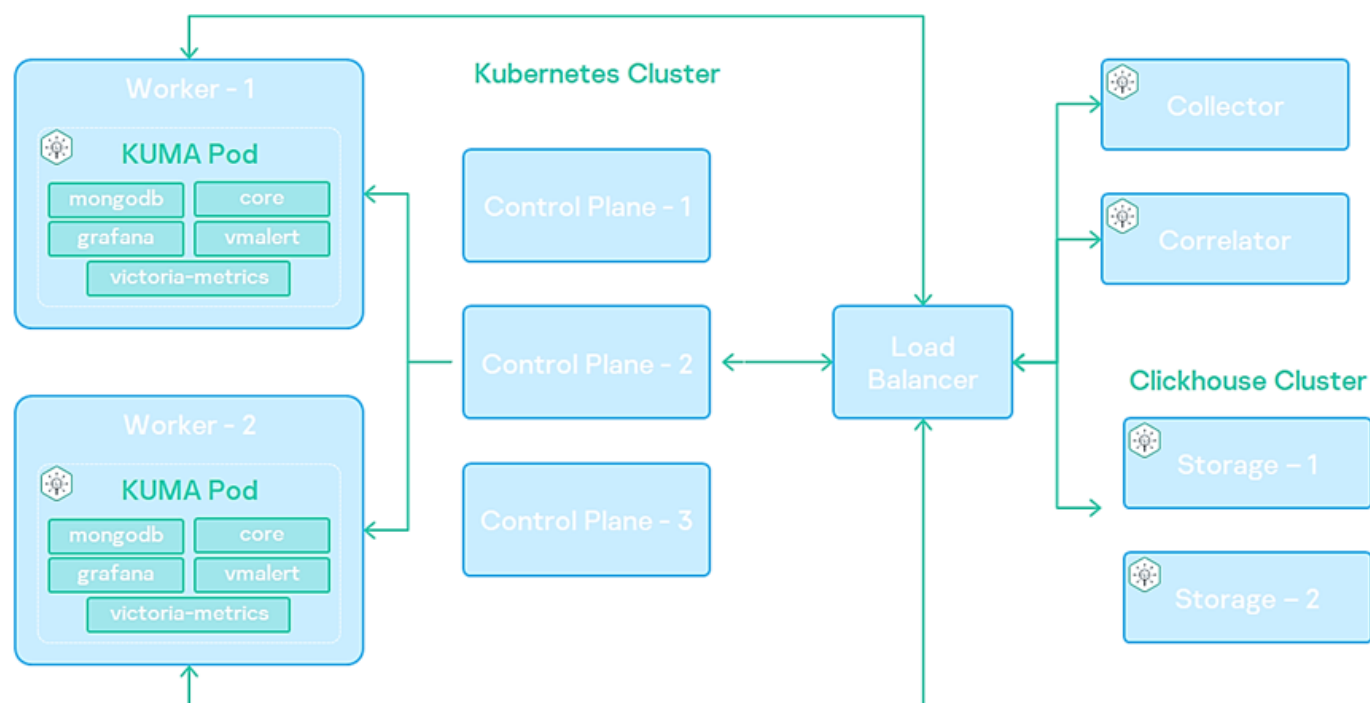 Kubernetes Cluster
Worker - 1
KUMA Pod
mongodb
core
grafana
vmalert
victoria-metrics
Worker - 2
KUMA Pod
mongodb
core
grafana
vmalert
victoria-metrics
Control Plane - 1
Control Plane - 2
Control Plane - 3
Load
Balancer
Collector
Correlator
Clickhouse Cluster
Storage – 1
Storage – 2